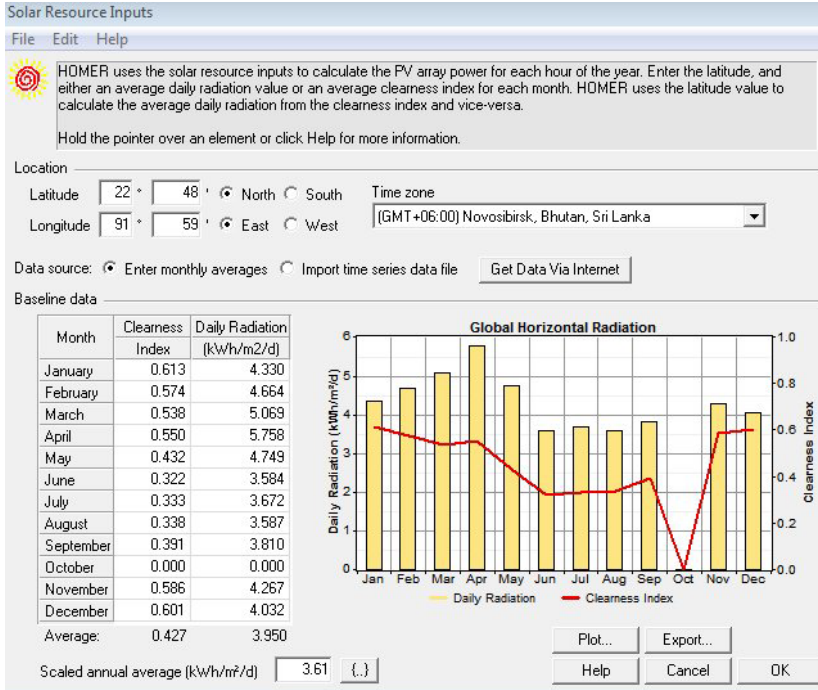 Solar Resource Inputs
File Edit Help
HOMER uses the solar resource inputs to calculate the PV array power for each hour of the year. Enter the latitude, and
either an average daily radiation value or an average clearness index for each month. HOMER uses the latitude value to
calculate the average daily radiation from the clearness index and vice-versa.
Hold the pointer over an element or click Help for more information.
Location
Latitude 22 ° 48 ' North South Time zone
Longitude 91 ° 59 ' East West (GMT+06:00) Novosibirsk, Bhutan, Sri Lanka
Data source: Enter monthly averages Import time series data file Get Data Via Internet
Baseline data
Month Clearness Index Daily Radiation (kWh/m2/d)
January 0.613 4.330
February 0.574 4.664
March 0.538 5.069
April 0.550 5.758
May 0.432 4.749
June 0.322 3.584
July 0.333 3.672
August 0.338 3.587
September 0.391 3.810
October 0.000 0.000
November 0.586 4.267
December 0.601 4.032
Average: 0.427 3.950
Scaled annual average (kWh/m²/d) 3.61 {..}
Global Horizontal Radiation
Daily Radiation (kWh/m²/d)
6
5
4
3
2
1
0
1.0
0.8
0.6
0.4
0.2
0.0
Clearness Index
Jan Feb Mar Apr May Jun Jul Aug Sep Oct Nov Dec
Daily Radiation Clearness Index
Plot... Export...
Help Cancel OK